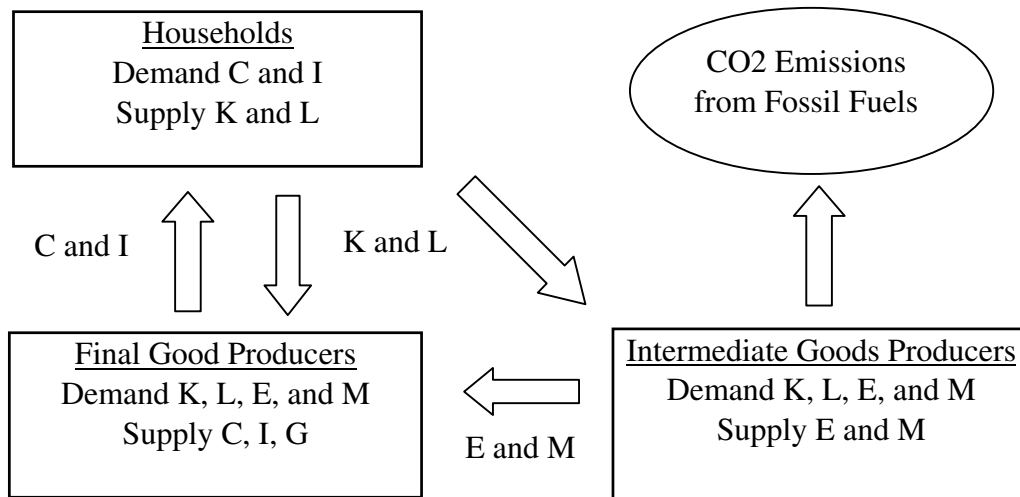 Households
Demand C and I
Supply K and L
CO2 Emissions
from Fossil Fuels
C and I
K and L
Final Good Producers
Demand K, L, E, and M
Supply C, I, G
E and M
Intermediate Goods Producers
Demand K, L, E, and M
Supply E and M